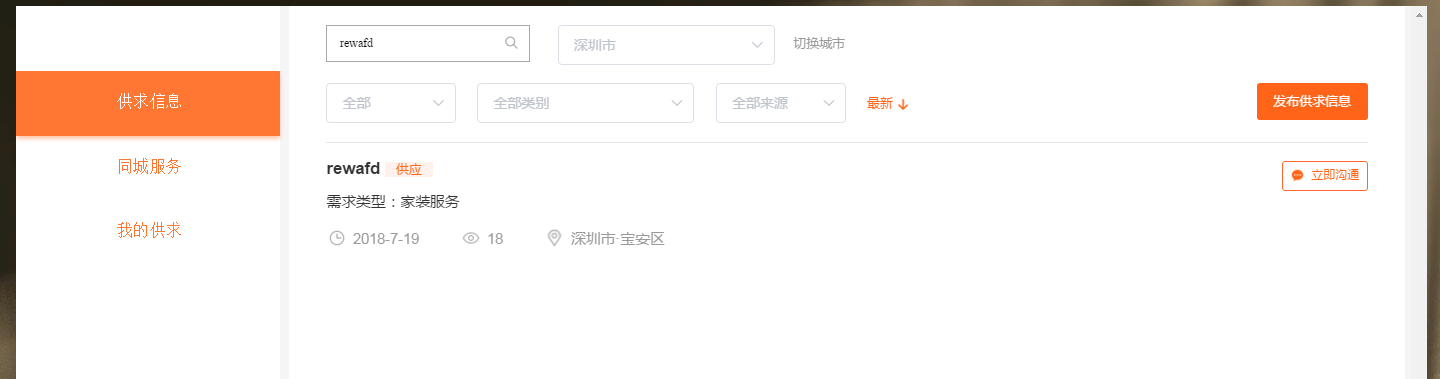 供求信息
同城服务
我的供求
rewafd 深圳市 切换城市
全部 全部类别 全部来源 最新 发布供求信息
rewafd 供应 立即沟通
需求类型：家装服务
2018-7-19 18 深圳市·宝安区